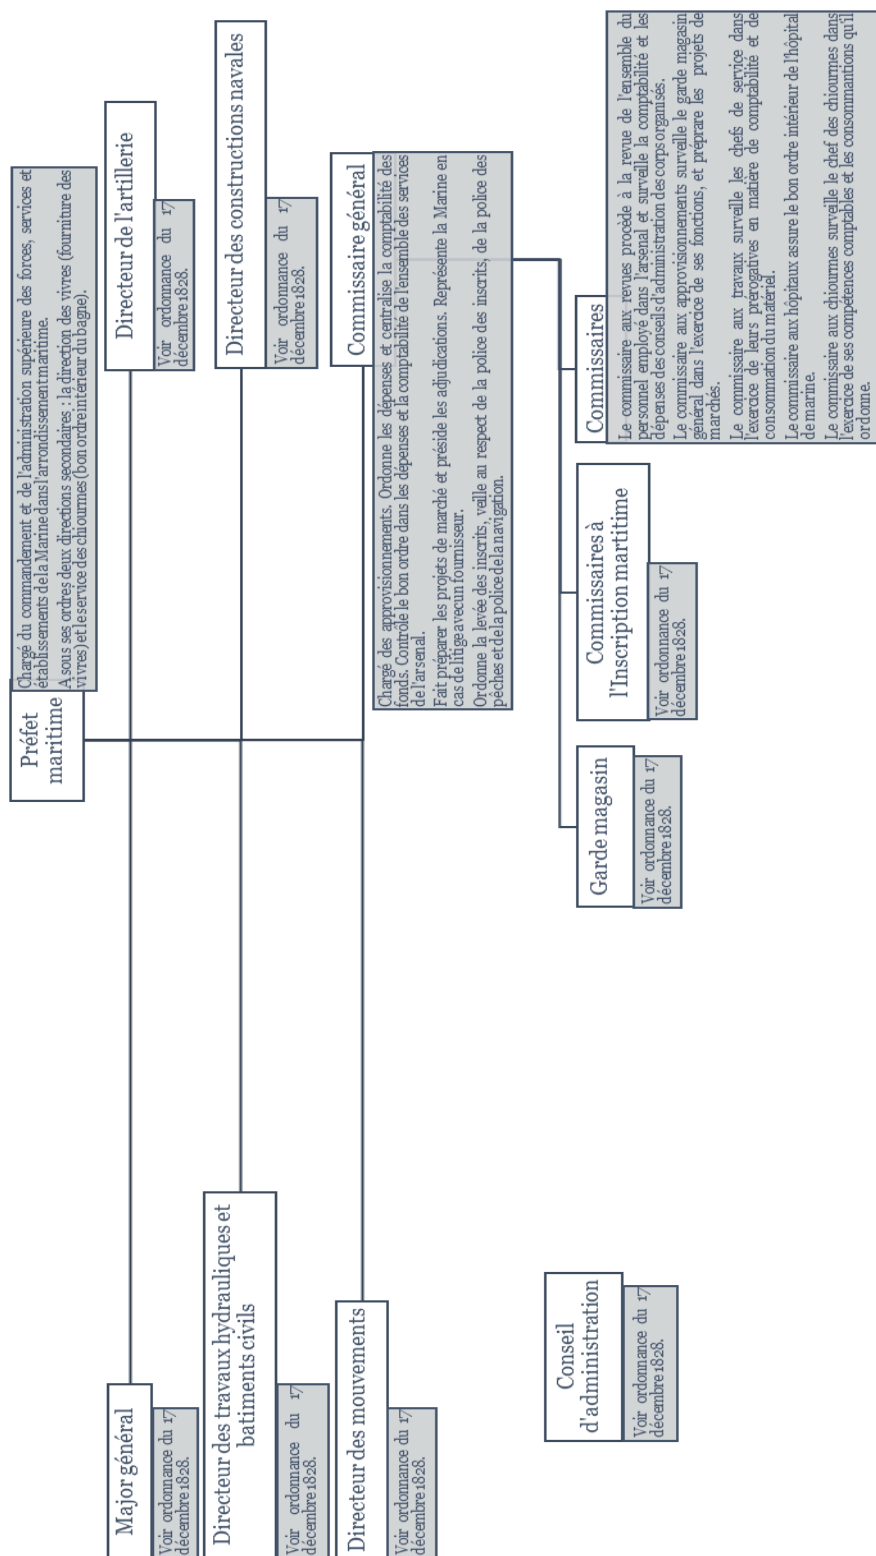 Préfet
maritime
Chargé du commandement et de l'administration supérieure des forces, services et
établissements de la Marine dans l'arrondissement maritime.
A sous ses ordres deux directions secondaires : la direction des vivres (fourniture des
vivres) et le service des chiourmes (bon ordre intérieur du bagne).
Major général
Voir ordonnance du 17
décembre 1828.
Directeur de l'artillerie
Voir ordonnance du 17
décembre 1828.
Directeur des travaux hydrauliques et
batiments civils
Voir ordonnance du 17
décembre 1828.
Directeur des constructions navales
Voir ordonnance du 17
décembre 1828.
Directeur des mouvements
Voir ordonnance du 17
décembre 1828.
Commissaire général
Chargé des approvisionnements. Ordonne les dépenses et centralise la comptabilité des
fonds. Contrôle le bon ordre dans les dépenses et la comptabilité de l'ensemble des services
de l'arsenal.
Fait préparer les projets de marché et préside les adjudications. Représente la Marine en
cas de litige avec un fournisseur.
Ordonne la levée des inscrits, veille au respect de la police des inscrits, de la police des
pêches et de la police de la navigation.
Conseil
d'administration
Voir ordonnance du 17
décembre 1828.
Garde magasin
Voir ordonnance du 17
décembre 1828.
Commissaires à
l'Inscription martitime
Voir ordonnance du 17
décembre 1828.
Commissaires
Le commissaire aux revues procède à la revue de l'ensemble du
personnel employé dans l'arsenal et surveille la comptabilité et les
dépenses des conseils d'administration des corps organisés.
Le commissaire aux approvisionnements surveille le garde magasin
général dans l'exercice de ses fonctions, et préprare les projets de
marchés.
Le commissaire aux travaux surveille les chefs de service dans
l'exercice de leurs prérogatives en matière de comptabilité et de
consommation du matériel.
Le commissaire aux hôpitaux assure le bon ordre intérieur de l'hôpital
de marine.
Le commissaire aux chiourmes surveille le chef des chiourmes dans
l'exercice de ses compétences comptables et les consommantions qu'il
ordonne.